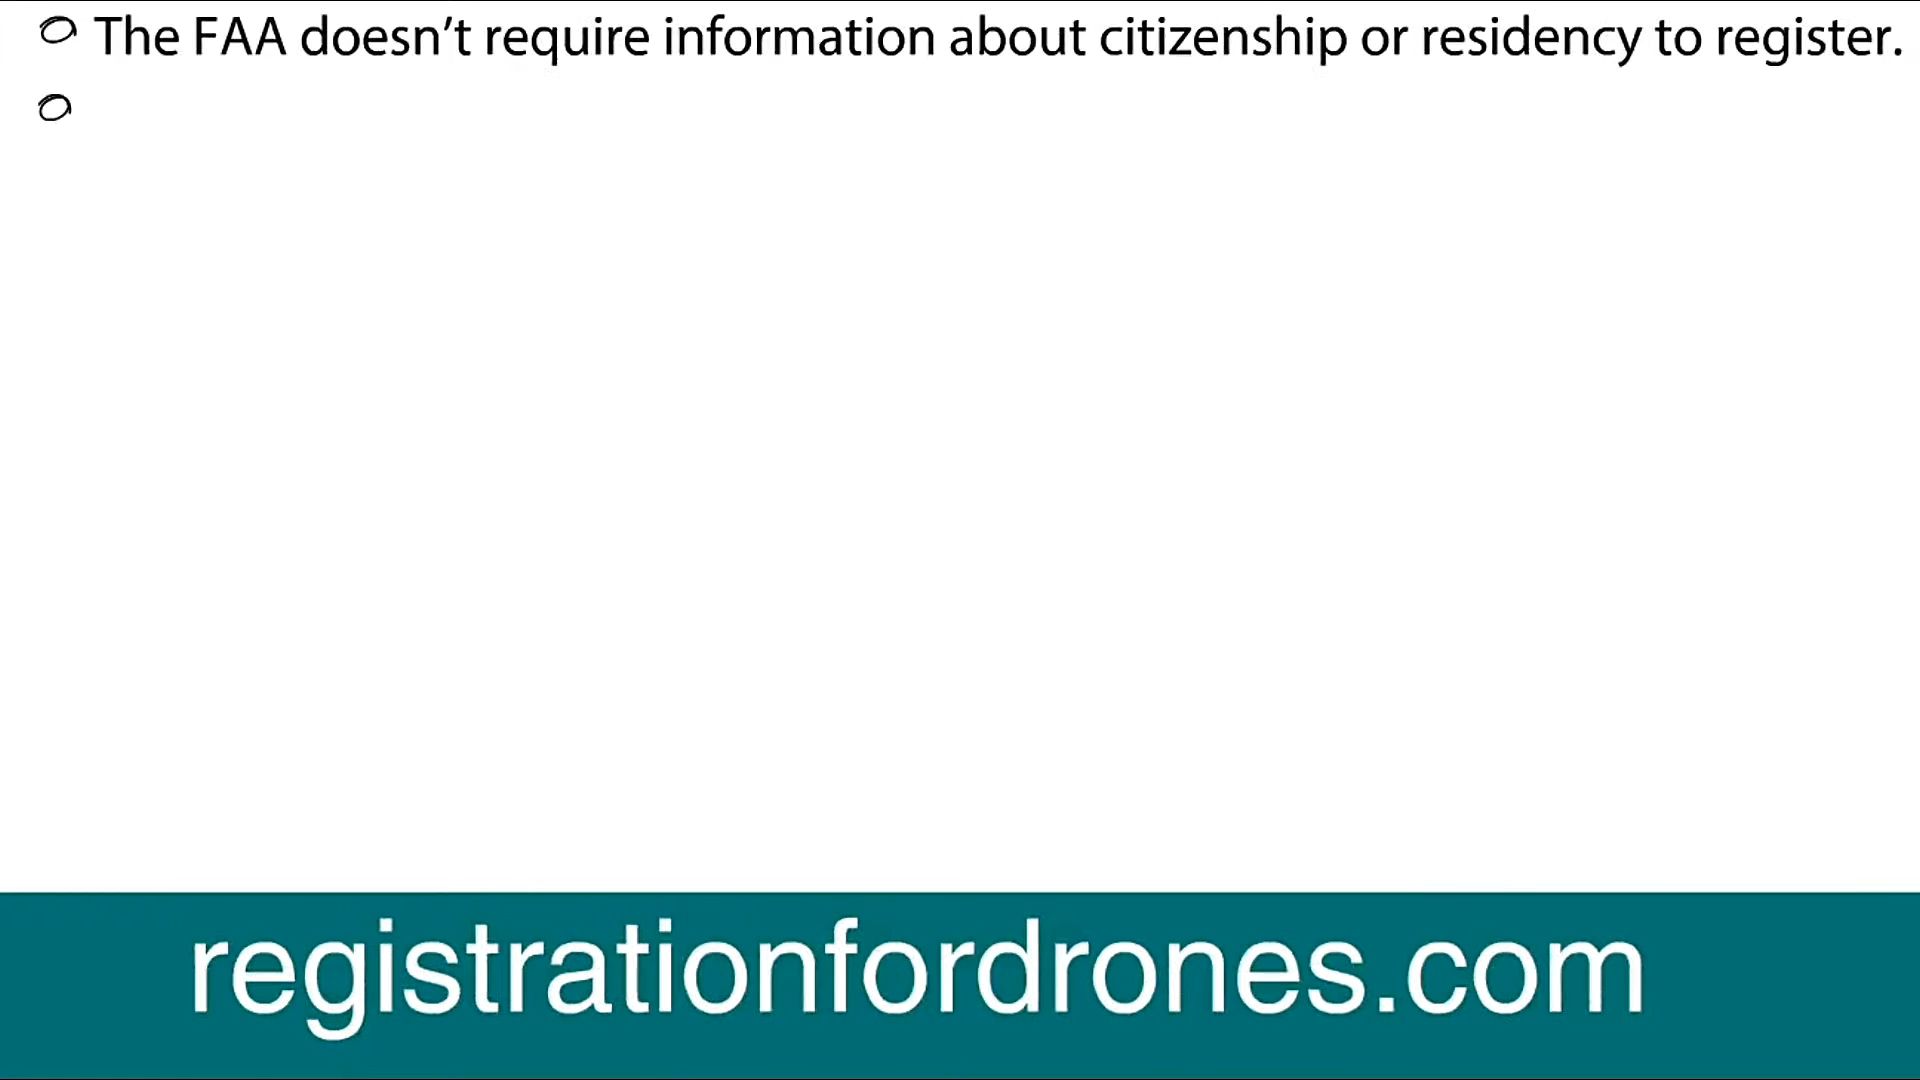 The FAA doesn’t require information about citizenship or residency to register.
registrationfordrones.com